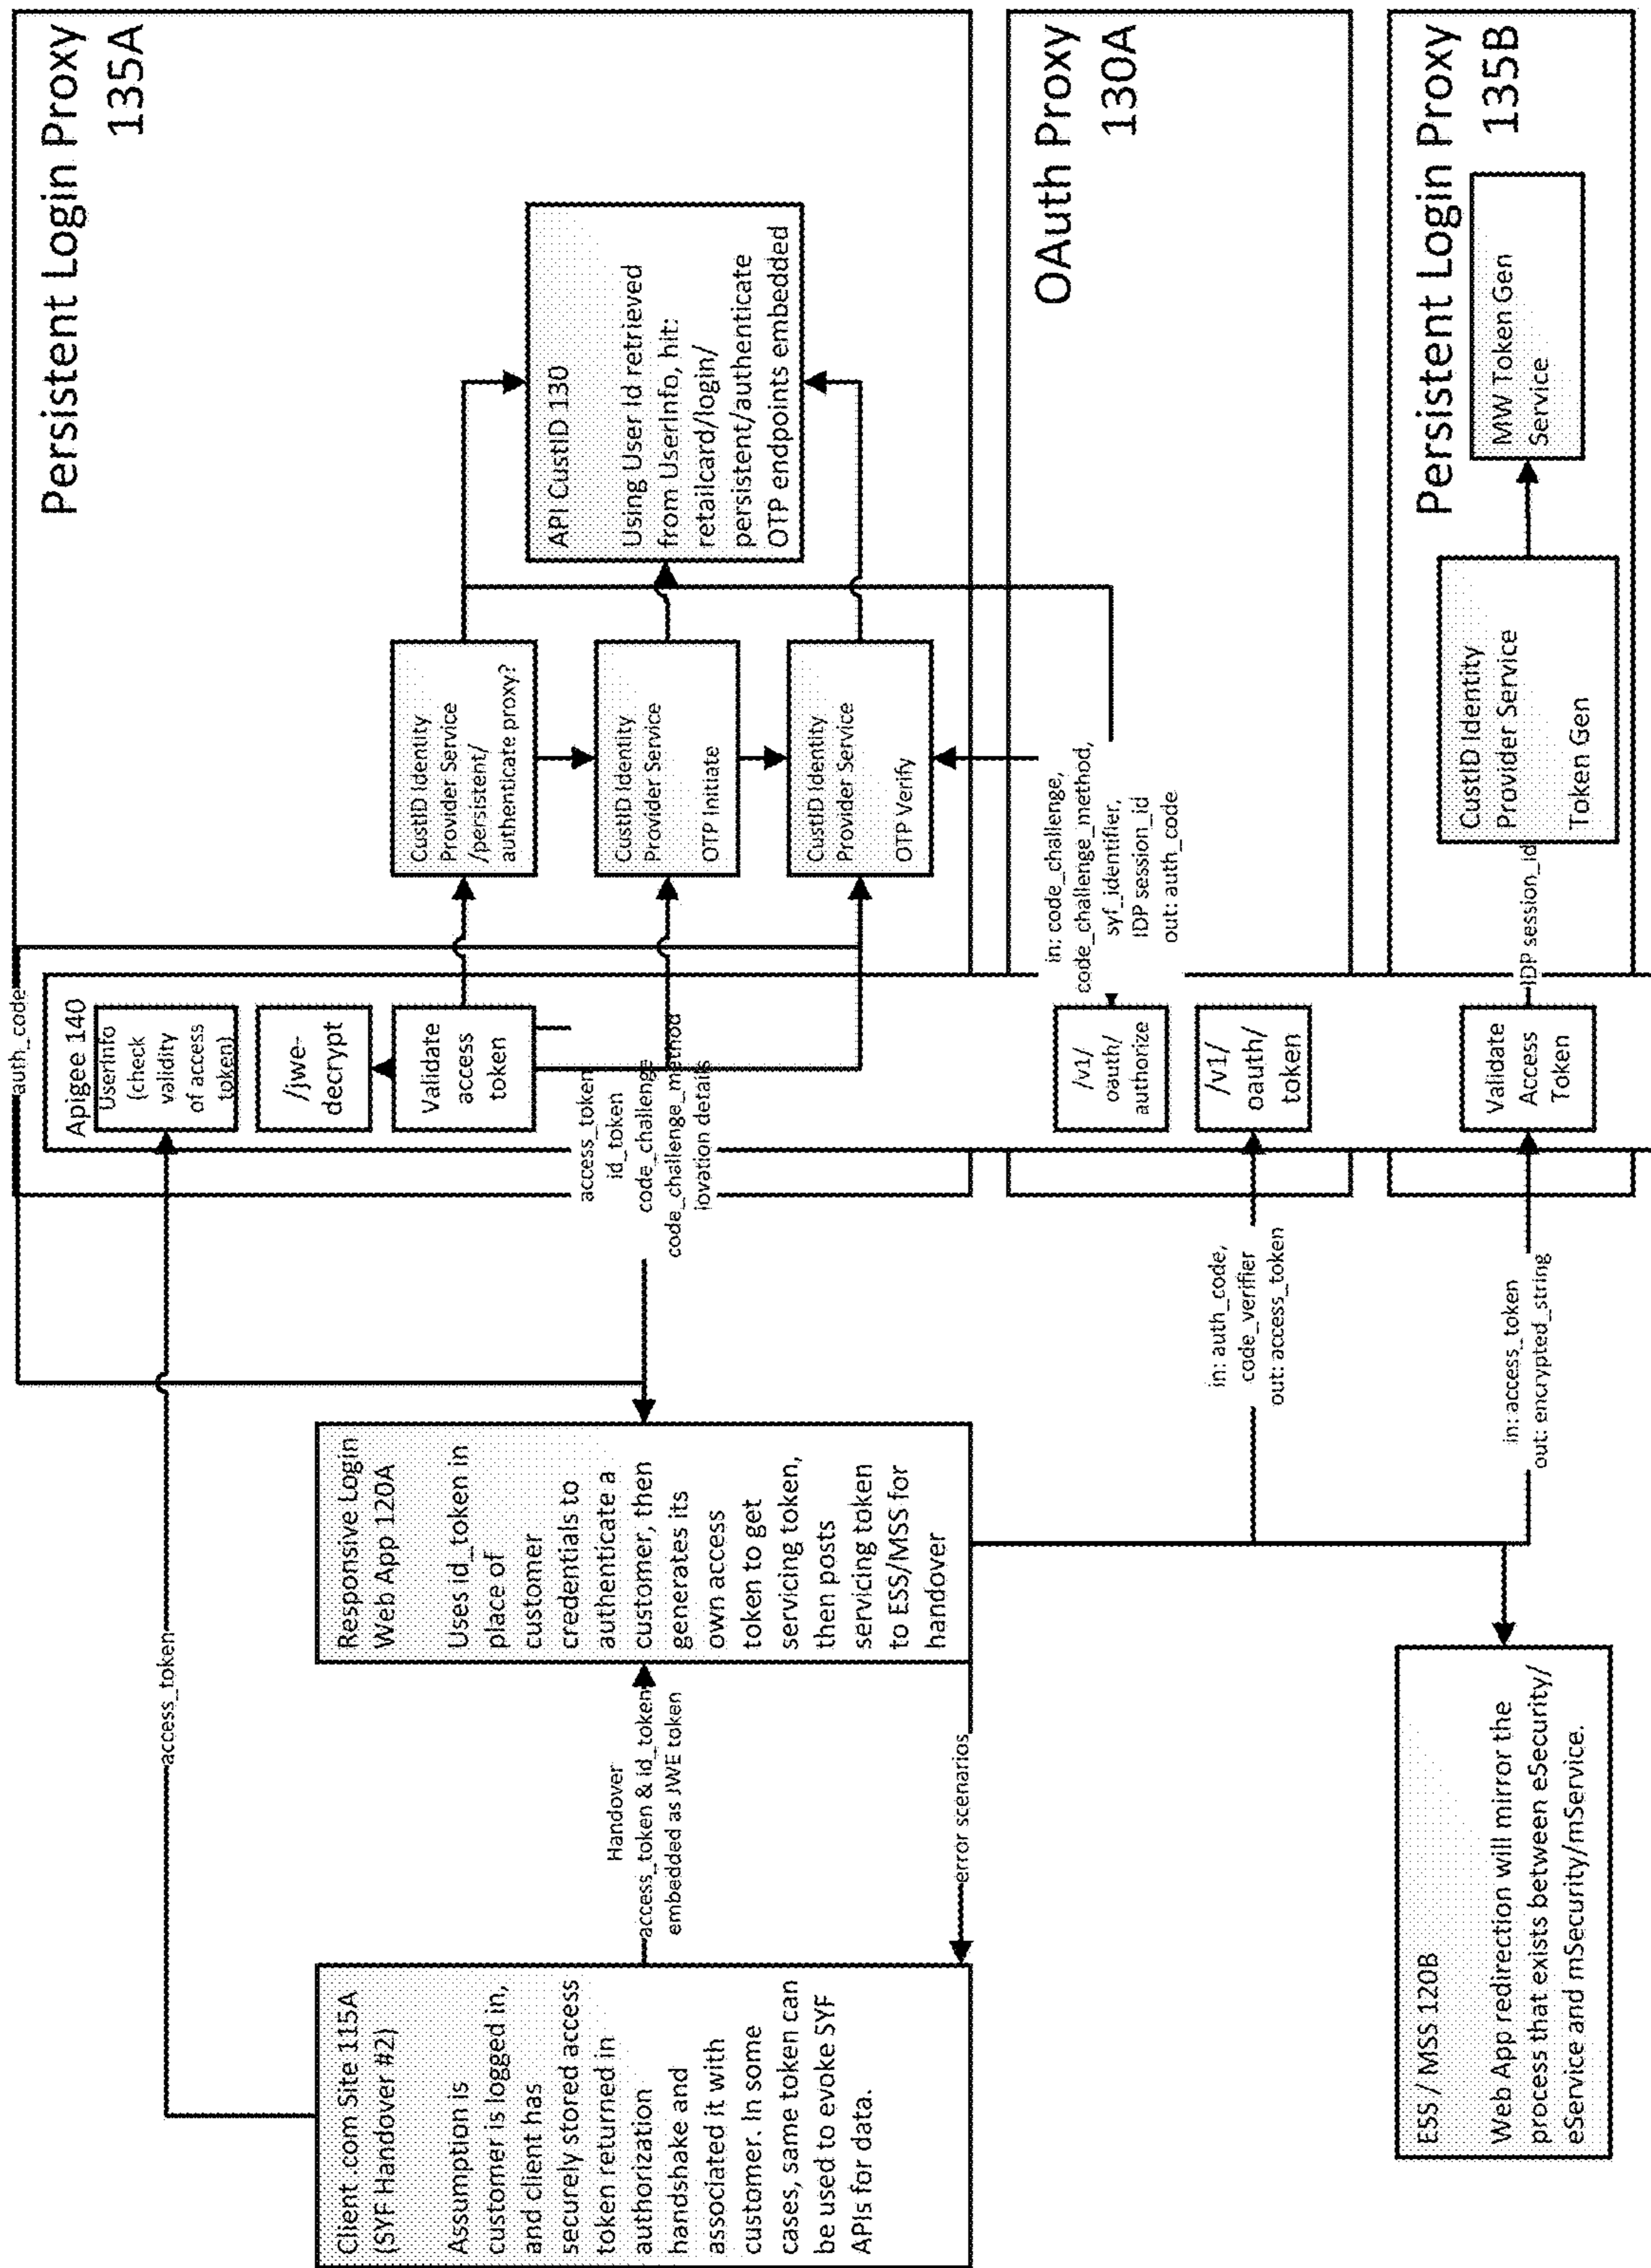 Persistent Login Proxy
135A
API CustID 130
Using User Id retrieved
from UserInfo, hit:
retailcard/login/
persistent/authenticate
OTP endpoints embedded
CustID Identity
Provider Service
/persistent/
authenticate proxy?
CustID Identity
Provider Service
OTP Initiate
CustID Identity
Provider Service
OTP Verify
OAuth Proxy
130A
in: code_challenge,
code_challenge_method,
syf_identifier,
IDP session_id
out: auth_code
Persistent Login Proxy
135B
MW Token Gen
Service
CustID Identity
Provider Service
Token Gen
IDP session_id
auth_code
Apigee 140
UserInfo
(check
validity
of access
token)
/jwe-
decrypt
Validate
access
token
access_token
id_token
code_challenge
code_challenge_method
iovation details
/v1/
oauth/
authorize
/v1/
oauth/
token
Validate
Access
Token
in: auth_code,
code_verifier
out: access_token
in: access_token
out: encrypted_string
access_token
Responsive Login
Web App 120A
Uses id_token in
place of
customer
credentials to
authenticate a
customer, then
generates its
own access
token to get
servicing token,
then posts
servicing token
to ESS/MSS for
handover
Handover
access_token & id_token
embedded as JWE token
error scenarios
Client .com Site 115A
(SYF Handover #2)
Assumption is
customer is logged in,
and client has
securely stored access
token returned in
authorization
handshake and
associated it with
customer. In some
cases, same token can
be used to evoke SYF
APIs for data.
ESS / MSS 120B
Web App redirection will mirror the
process that exists between eSecurity/
eService and mSecurity/mService.